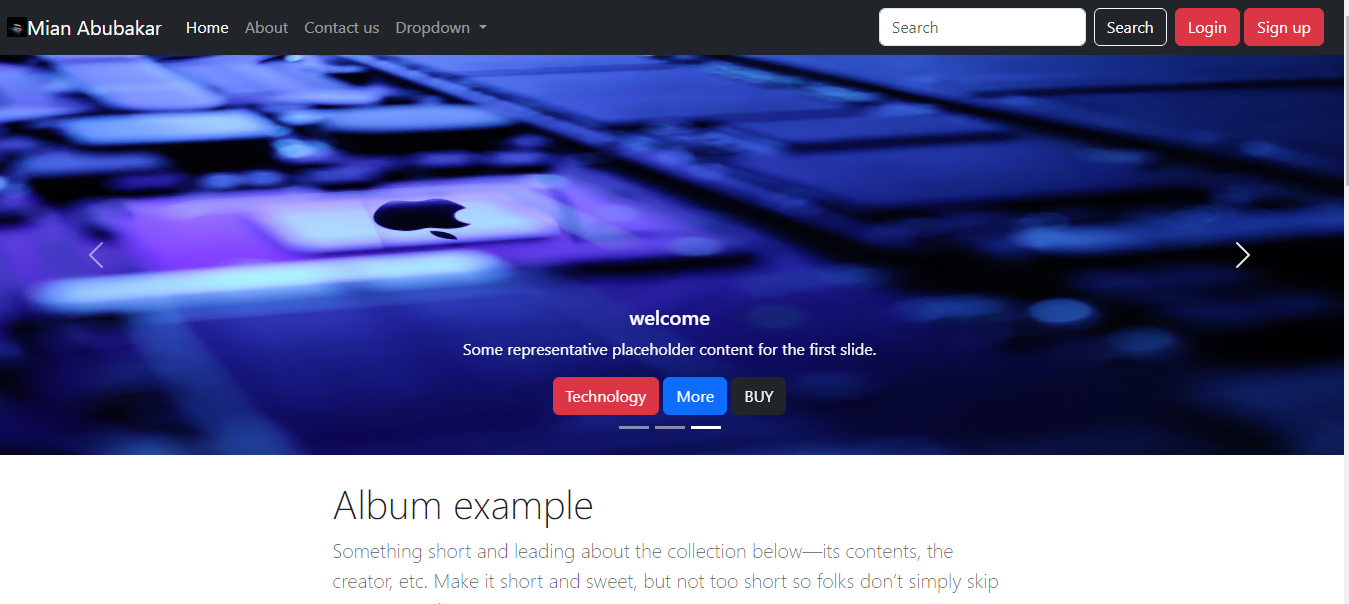 Mian Abubakar Home About Contact us Dropdown Search Search Login Sign up
welcome
Some representative placeholder content for the first slide.
Technology More BUY
Album example
Something short and leading about the collection below—its contents, the
creator, etc. Make it short and sweet, but not too short so folks don’t simply skip